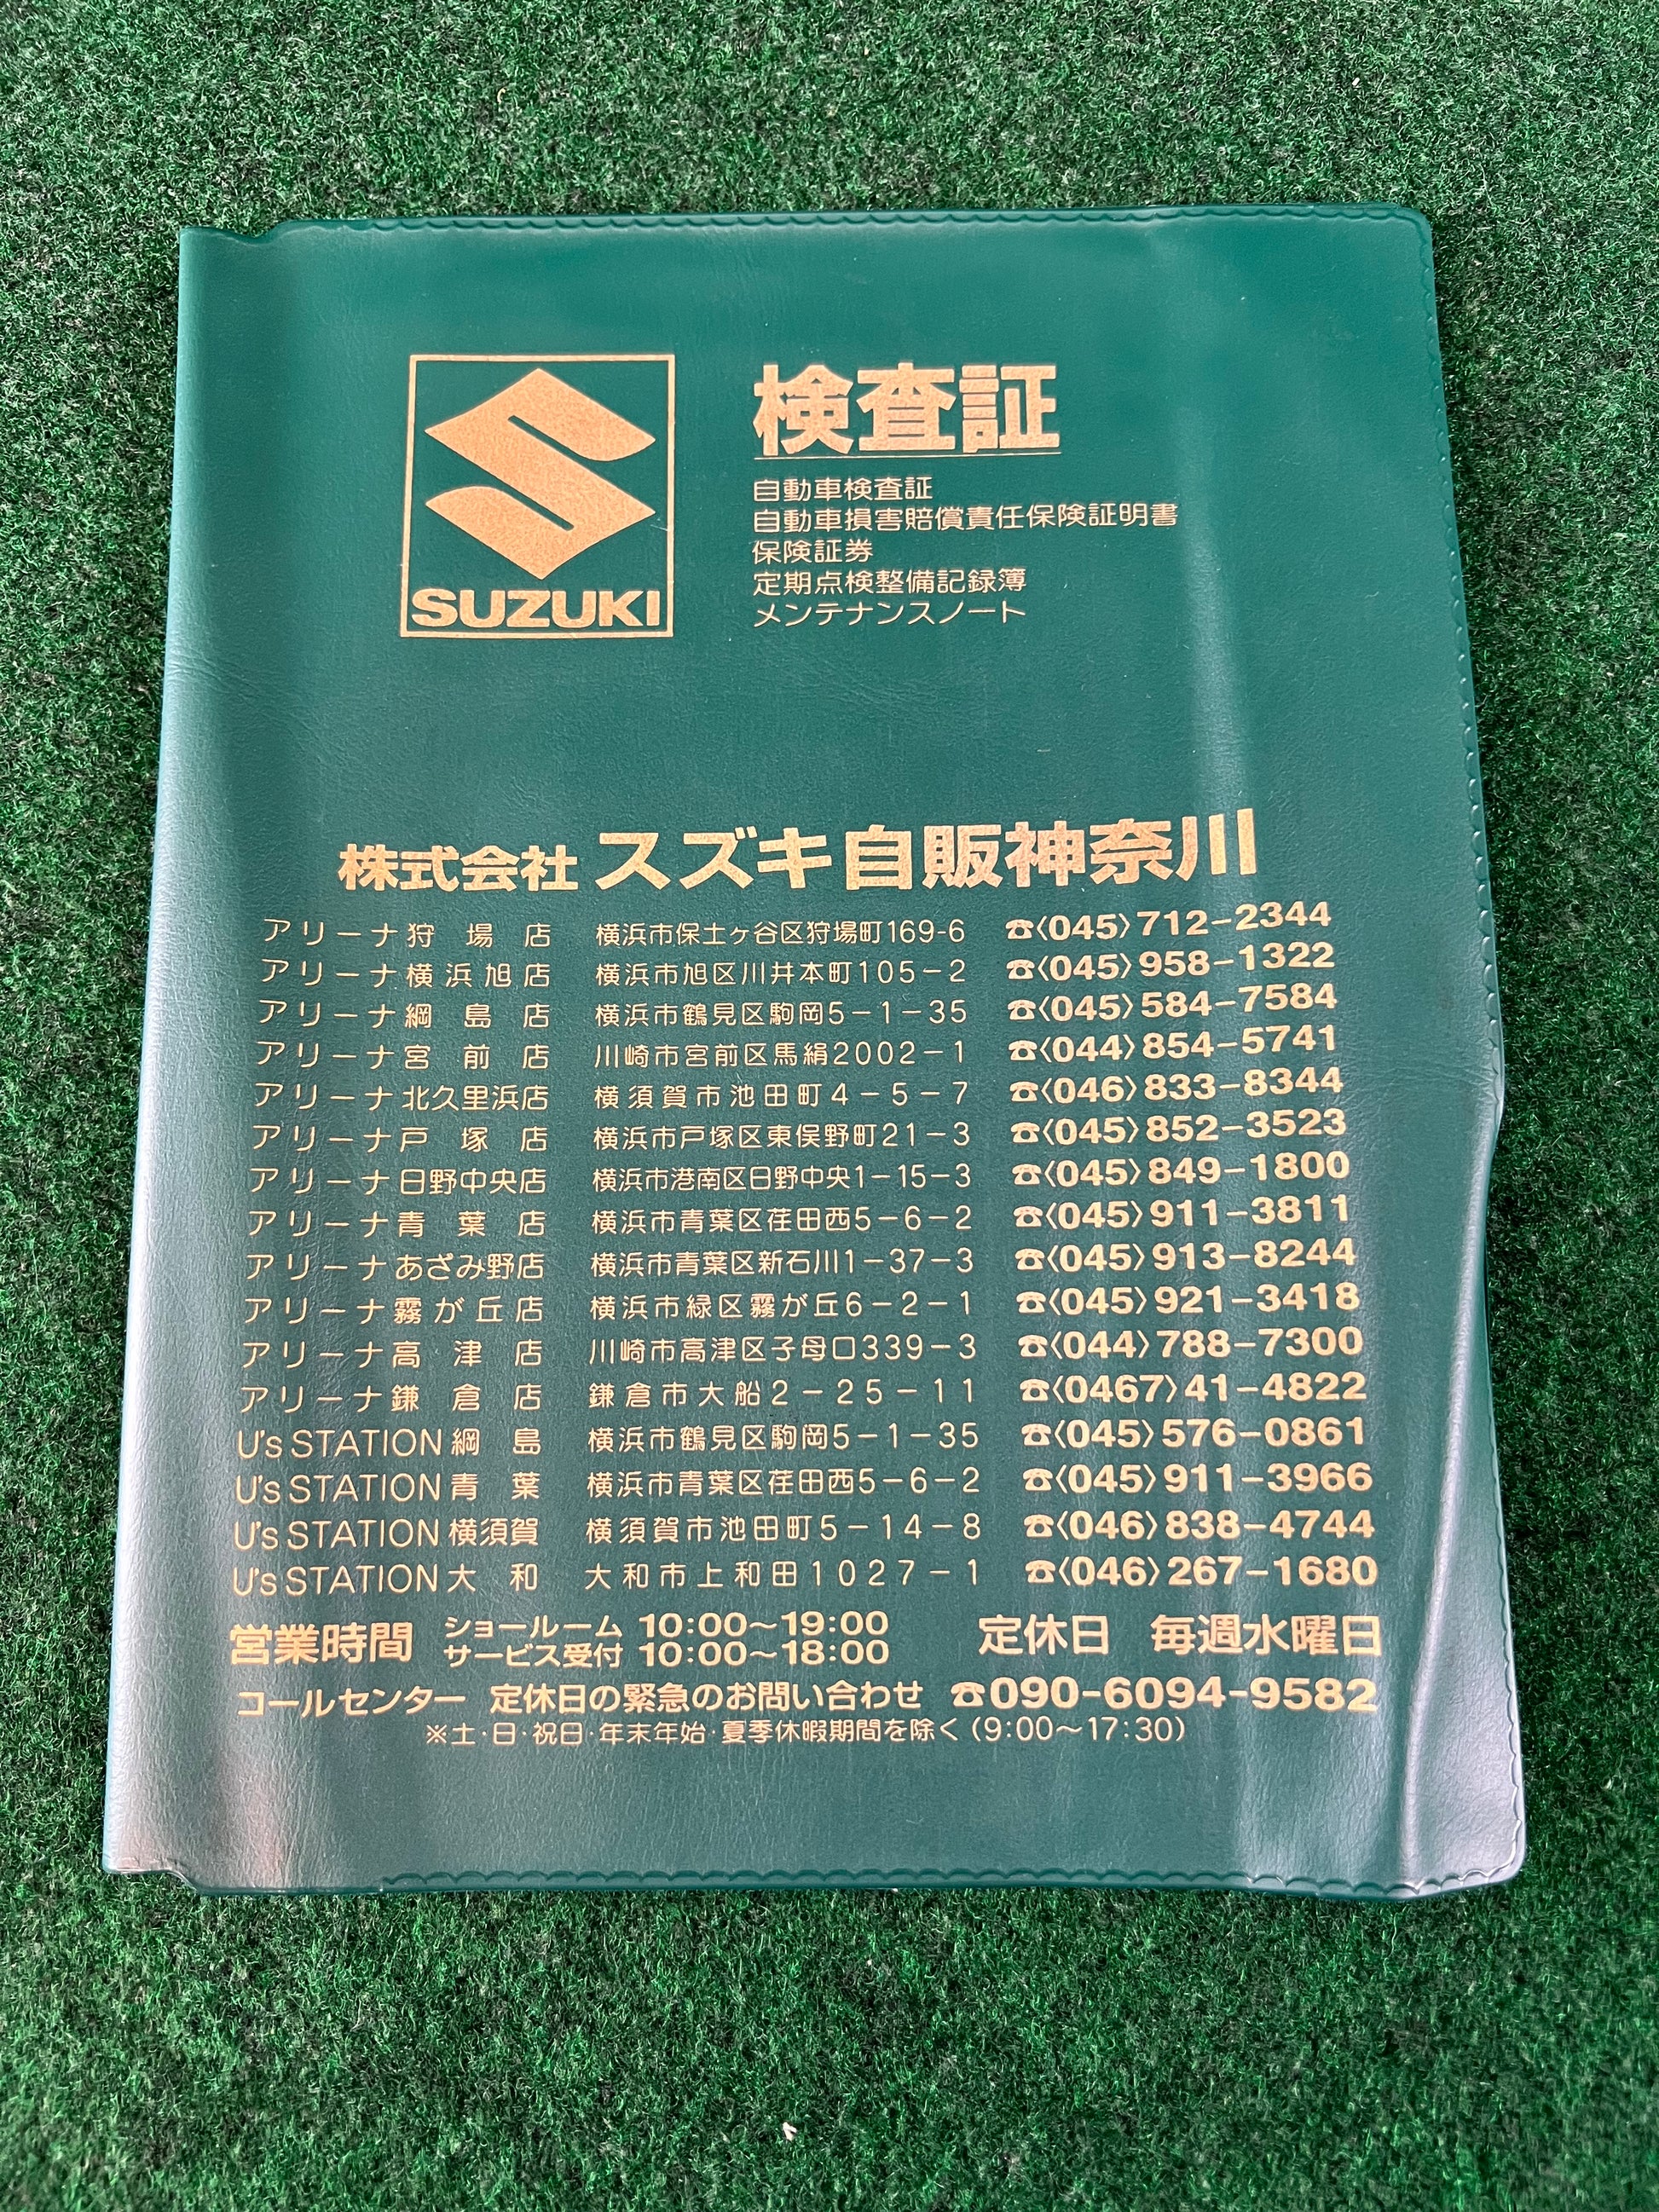 SUZUKI
検査証
自動車検査証
自動車損害賠償責任保険証明書
保険証券
定期点検整備記録簿
メンテナンスノート
株式会社 スズキ自販神奈川
アリーナ狩場店 横浜市保土ヶ谷区狩場町169-6 ☎〈045〉712-2344
アリーナ横浜旭店 横浜市旭区川井本町105-2 ☎〈045〉958-1322
アリーナ綱島店 横浜市鶴見区駒岡5-1-35 ☎〈045〉584-7584
アリーナ宮前店 川崎市宮前区馬絹2002-1 ☎〈044〉854-5741
アリーナ北久里浜店 横須賀市池田町4-5-7 ☎〈046〉833-8344
アリーナ戸塚店 横浜市戸塚区東俣野町21-3 ☎〈045〉852-3523
アリーナ日野中央店 横浜市港南区日野中央1-15-3 ☎〈045〉849-1800
アリーナ青葉店 横浜市青葉区荏田西5-6-2 ☎〈045〉911-3811
アリーナあざみ野店 横浜市青葉区新石川1-37-3 ☎〈045〉913-8244
アリーナ霧が丘店 横浜市緑区霧が丘6-2-1 ☎〈045〉921-3418
アリーナ高津店 川崎市高津区子母口339-3 ☎〈044〉788-7300
アリーナ鎌倉店 鎌倉市大船2-25-11 ☎〈0467〉41-4822
U's STATION 綱島 横浜市鶴見区駒岡5-1-35 ☎〈045〉576-0861
U's STATION 青葉 横浜市青葉区荏田西5-6-2 ☎〈045〉911-3966
U's STATION 横須賀 横須賀市池田町5-14-8 ☎〈046〉838-4744
U's STATION 大和 大和市上和田1027-1 ☎〈046〉267-1680
営業時間 ショールーム 10:00～19:00 定休日 毎週水曜日
サービス受付 10:00～18:00
コールセンター 定休日の緊急のお問い合わせ ☎090-6094-9582
※土・日・祝日・年末年始・夏季休暇期間を除く（9:00～17:30）